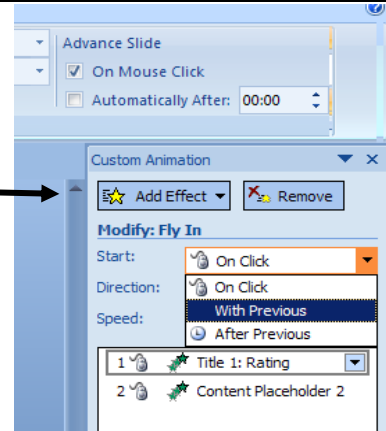 Advance Slide
On Mouse Click
Automatically After: 00:00
Custom Animation
Add Effect Remove
Modify: Fly In
Start: On Click
Direction: On Click
With Previous
Speed:
After Previous
1 Title 1: Rating
2 Content Placeholder 2